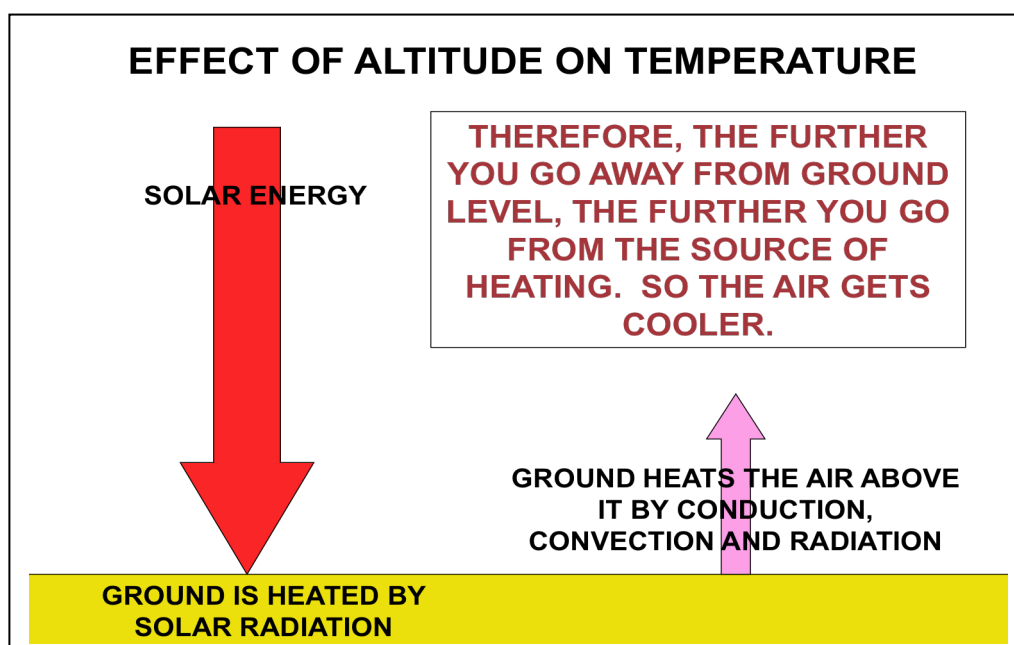 EFFECT OF ALTITUDE ON TEMPERATURE
SOLAR ENERGY
THEREFORE, THE FURTHER
YOU GO AWAY FROM GROUND
LEVEL, THE FURTHER YOU GO
FROM THE SOURCE OF
HEATING.  SO THE AIR GETS
COOLER.
GROUND HEATS THE AIR ABOVE
IT BY CONDUCTION,
CONVECTION AND RADIATION
GROUND IS HEATED BY
SOLAR RADIATION